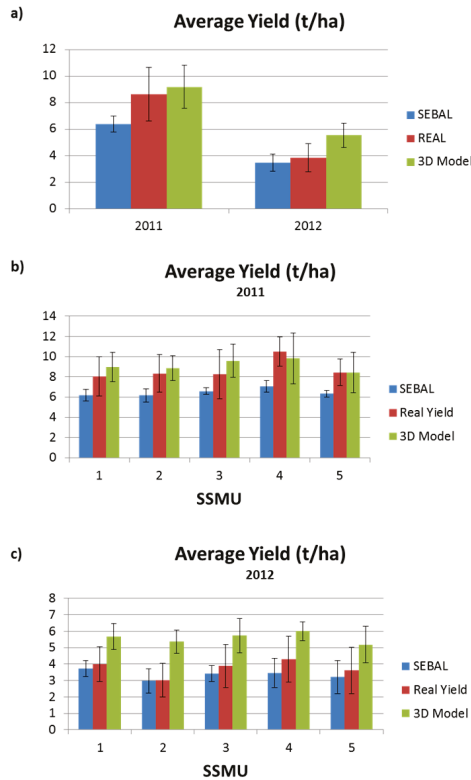 a)
Average Yield (t/ha)
12
10
8
6
4
2
0
2011 2012
SEBAL
REAL
3D Model
b)
Average Yield (t/ha)
2011
14
12
10
8
6
4
2
0
1 2 3 4 5
SSMU
SEBAL
Real Yield
3D Model
c)
Average Yield (t/ha)
2012
8
7
6
5
4
3
2
1
0
1 2 3 4 5
SSMU
SEBAL
Real Yield
3D Model